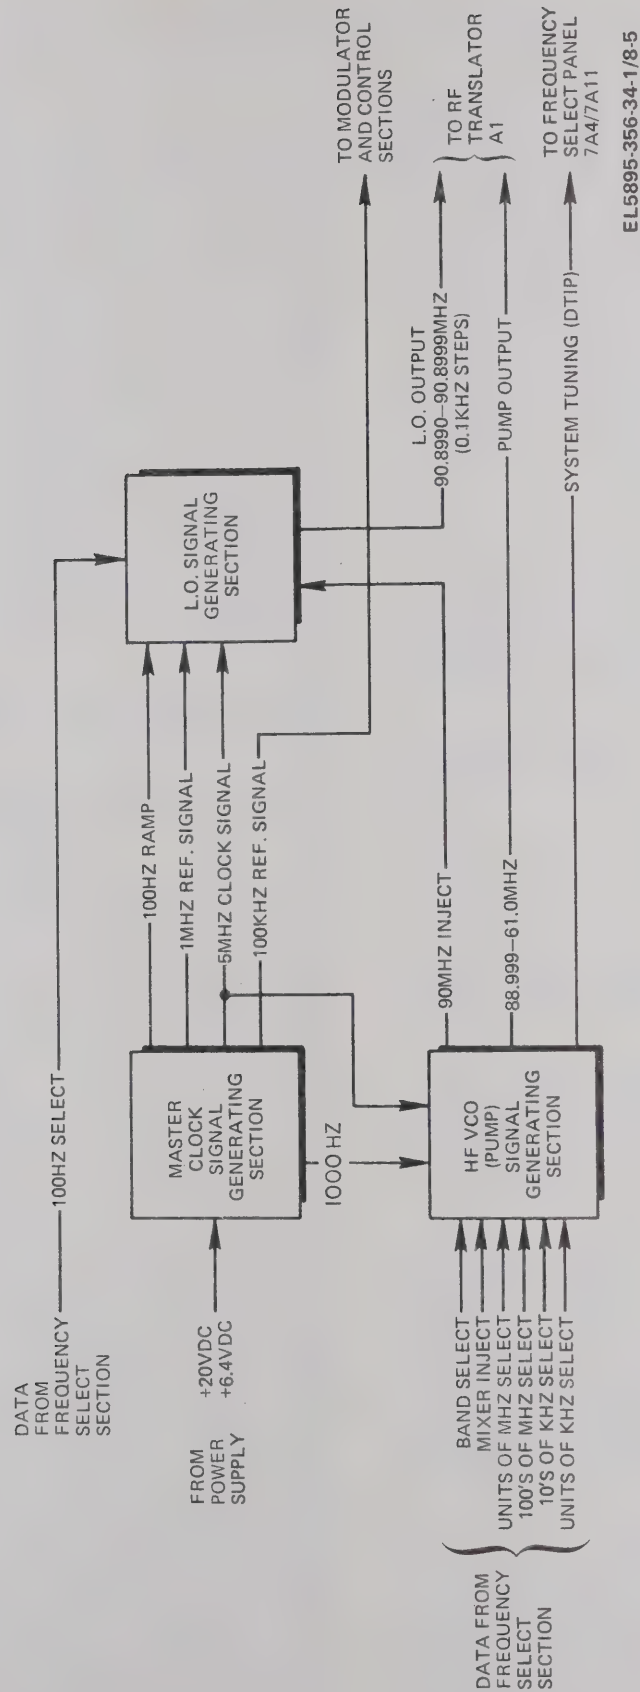 DATA
FROM
FREQUENCY
SELECT
SECTION
100HZ SELECT
FROM
POWER
SUPPLY
+20VDC
+6.4VDC
MASTER
CLOCK
SIGNAL
GENERATING
SECTION
100HZ RAMP
1MHZ REF. SIGNAL
5MHZ CLOCK SIGNAL
100KHZ REF. SIGNAL
L.O. SIGNAL
GENERATING
SECTION
TO MODULATOR
AND CONTROL
SECTIONS
1000 HZ
DATA FROM
FREQUENCY
SELECT
SECTION
BAND SELECT
MIXER INJECT
UNITS OF MHZ SELECT
100'S OF MHZ SELECT
10'S OF KHZ SELECT
UNITS OF KHZ SELECT
HF VCO
(PUMP)
SIGNAL
GENERATING
SECTION
90MHZ INJECT
88.999–61.0MHZ
L.O. OUTPUT
90.8990–90.8999MHZ
(0.1KHZ STEPS)
PUMP OUTPUT
SYSTEM TUNING (DTIP)
TO RF
TRANSLATOR
A1
TO FREQUENCY
SELECT PANEL
7A4/7A11
EL5895-356-34-1/8-5